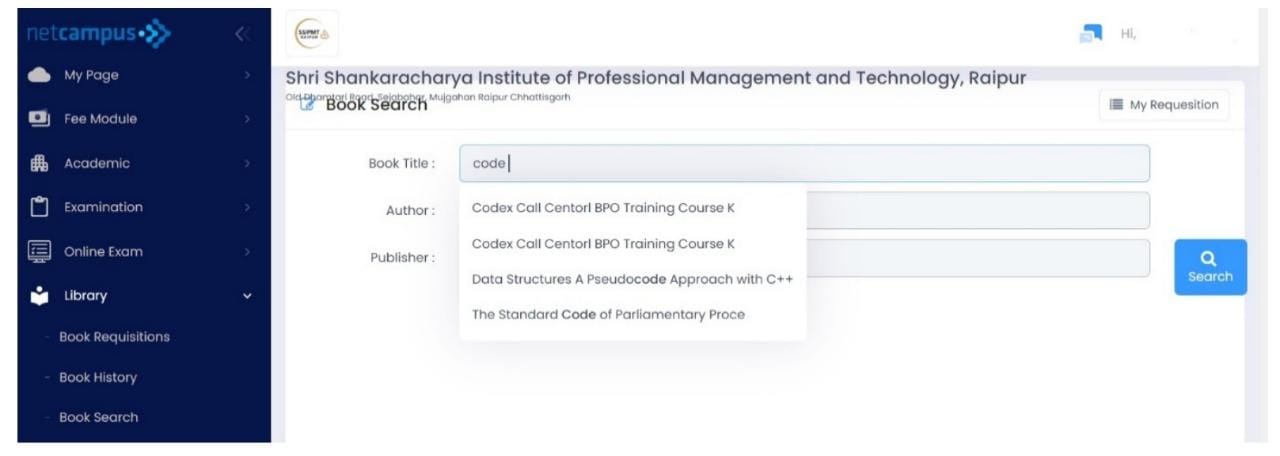 netcampus
SSIPMT
RAIPUR
Hi,
My Page
Fee Module
Academic
Examination
Online Exam
Library
- Book Requisitions
- Book History
- Book Search
Shri Shankaracharya Institute of Professional Management and Technology, Raipur
Old Dhamtari Road, Sejabahar, Mujgahan Raipur Chhattisgarh
Book Search
My Requesition
Book Title : code
Author :
Publisher :
Codex Call Centorl BPO Training Course K
Codex Call Centorl BPO Training Course K
Data Structures A Pseudocode Approach with C++
The Standard Code of Parliamentary Proce
Search